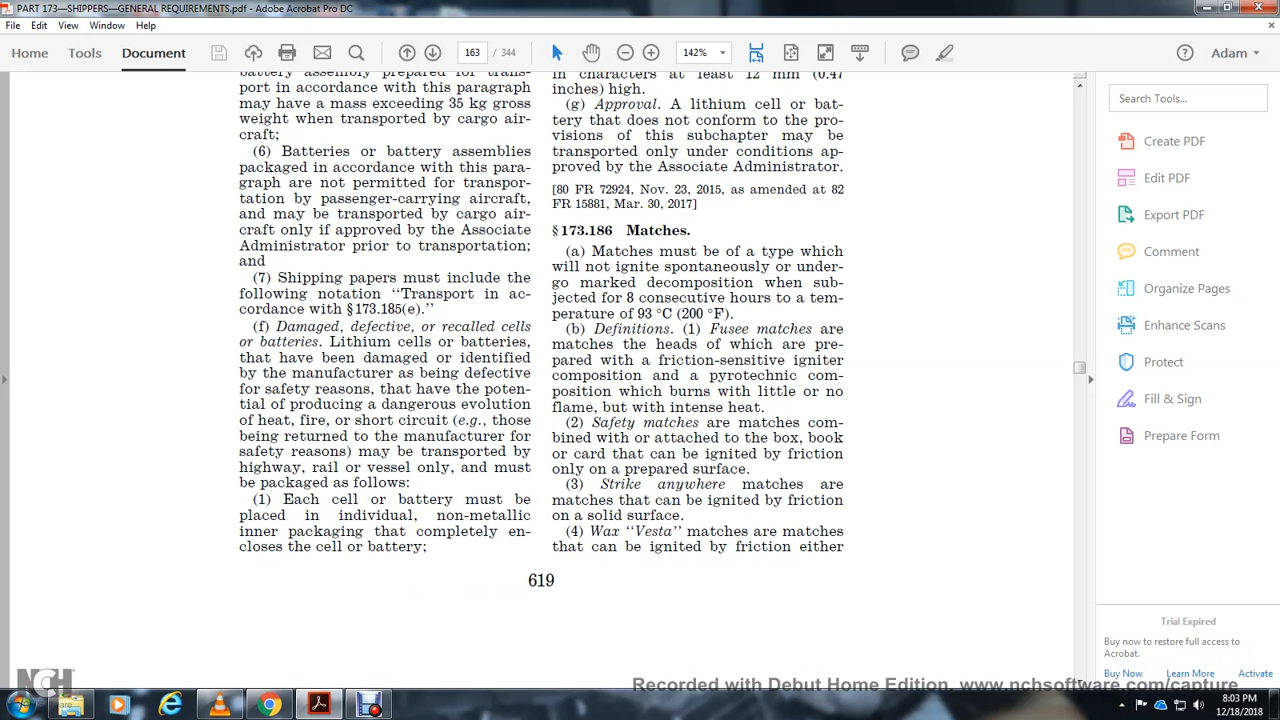 PART 173—SHIPPERS—GENERAL REQUIREMENTS.pdf - Adobe Acrobat Pro DC
File Edit View Window Help
Home Tools Document 163 / 344 142% Adam
battery assembly prepared for trans-
port in accordance with this paragraph
may have a mass exceeding 35 kg gross
weight when transported by cargo air-
craft;
(6) Batteries or battery assemblies
packaged in accordance with this para-
graph are not permitted for transpor-
tation by passenger-carrying aircraft,
and may be transported by cargo air-
craft only if approved by the Associate
Administrator prior to transportation;
and
(7) Shipping papers must include the
following notation ‘‘Transport in ac-
cordance with § 173.185(e).’’
(f) Damaged, defective, or recalled cells
or batteries. Lithium cells or batteries,
that have been damaged or identified
by the manufacturer as being defective
for safety reasons, that have the poten-
tial of producing a dangerous evolution
of heat, fire, or short circuit (e.g., those
being returned to the manufacturer for
safety reasons) may be transported by
highway, rail or vessel only, and must
be packaged as follows:
(1) Each cell or battery must be
placed in individual, non-metallic
inner packaging that completely en-
closes the cell or battery;
in characters at least 12 mm (0.47
inches) high.
(g) Approval. A lithium cell or bat-
tery that does not conform to the pro-
visions of this subchapter may be
transported only under conditions ap-
proved by the Associate Administrator.
[80 FR 72924, Nov. 23, 2015, as amended at 82
FR 15881, Mar. 30, 2017]
§ 173.186 Matches.
(a) Matches must be of a type which
will not ignite spontaneously or under-
go marked decomposition when sub-
jected for 8 consecutive hours to a tem-
perature of 93 °C (200 °F).
(b) Definitions. (1) Fusee matches are
matches the heads of which are pre-
pared with a friction-sensitive igniter
composition and a pyrotechnic com-
position which burns with little or no
flame, but with intense heat.
(2) Safety matches are matches com-
bined with or attached to the box, book
or card that can be ignited by friction
only on a prepared surface.
(3) Strike anywhere matches are
matches that can be ignited by friction
on a solid surface.
(4) Wax ‘‘Vesta’’ matches are matches
that can be ignited by friction either
619
Search Tools...
Create PDF
Edit PDF
Export PDF
Comment
Organize Pages
Enhance Scans
Protect
Fill & Sign
Prepare Form
Trial Expired
Buy now to restore full access to
Acrobat.
Buy Now Learn More Activate
NCH
Recorded with Debut Home Edition. www.nchsoftware.com/capture
8:03 PM
12/18/2018